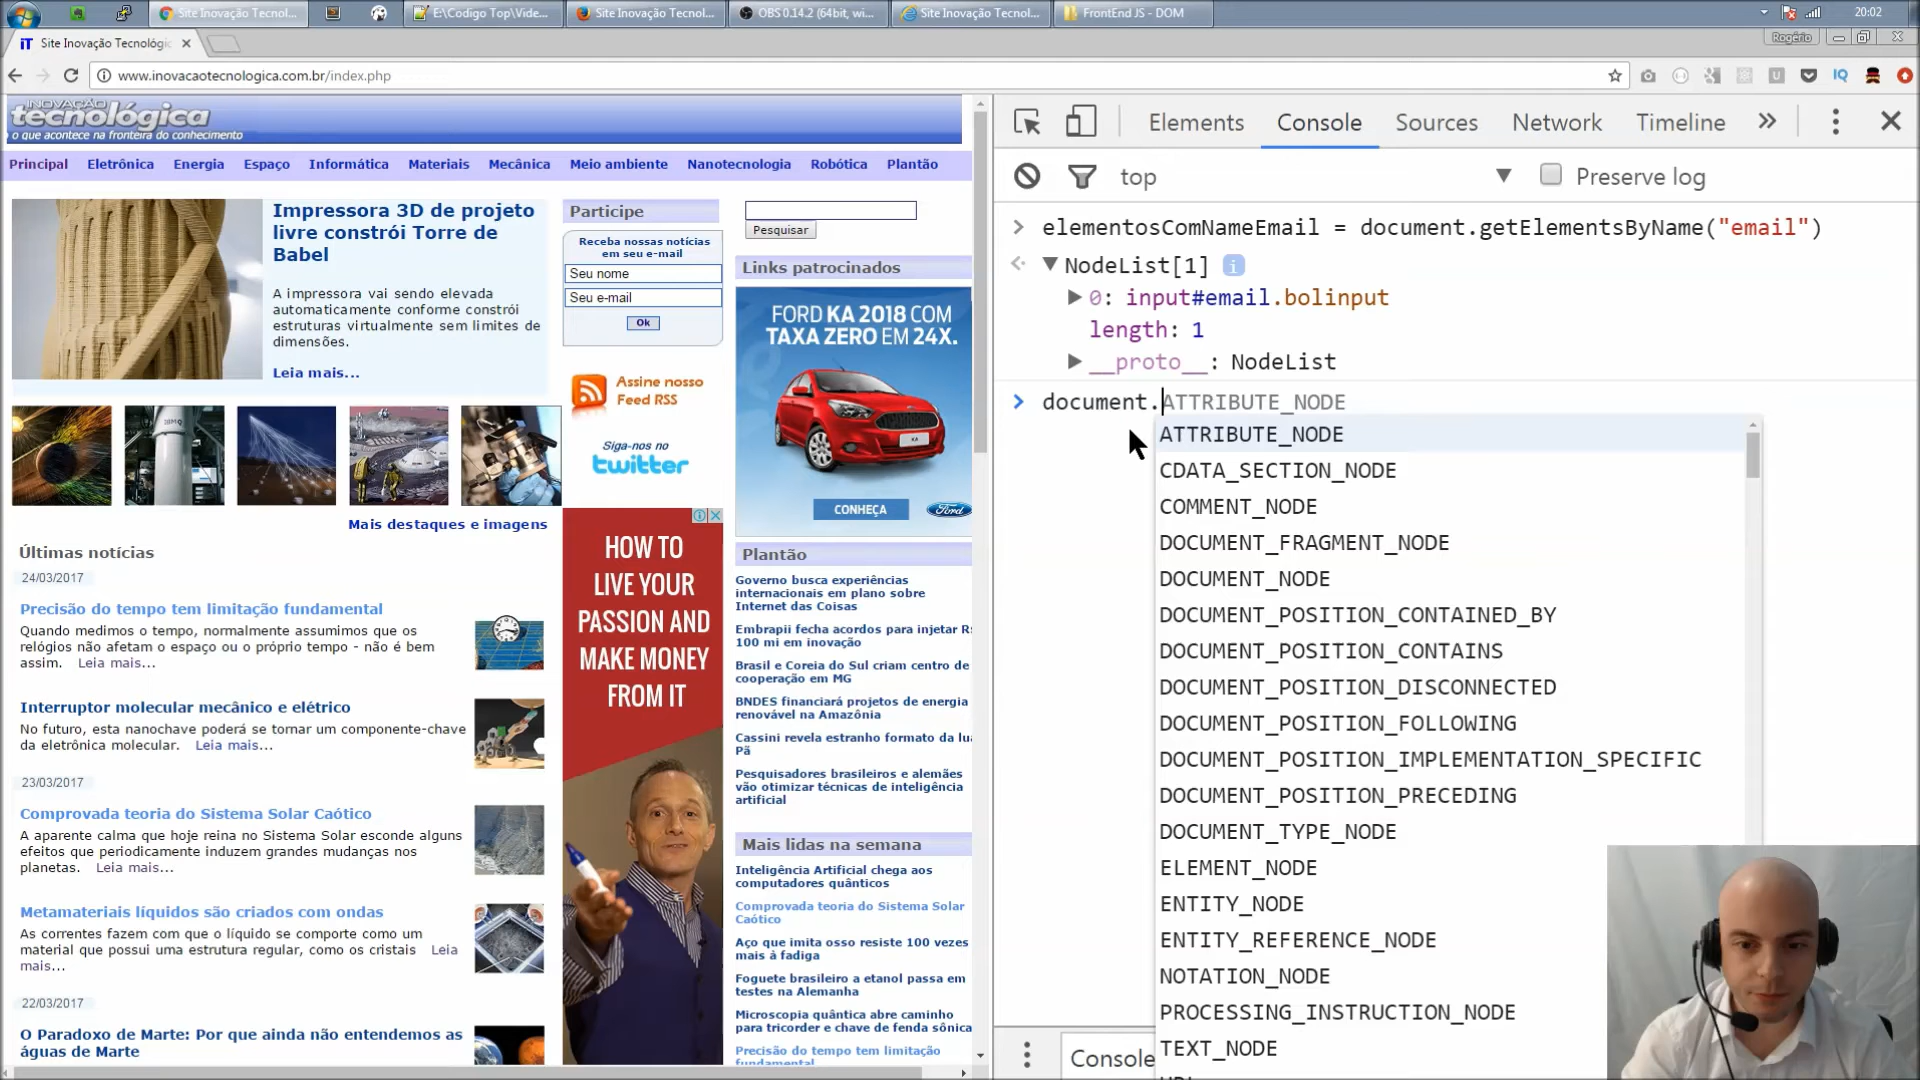 Site Inovação Tecnol...
E:\Codigo Top\Vide...
Site Inovação Tecnol...
OBS 0.14.2 (64bit, wi...
Site Inovação Tecnol...
FrontEnd JS - DOM
20:02
Site Inovação Tecnológic
Rogério
www.inovacaotecnologica.com.br/index.php
INOVAÇÃO
tecnológica
o que acontece na fronteira do conhecimento
Principal Eletrônica Energia Espaço Informática Materiais Mecânica Meio ambiente Nanotecnologia Robótica Plantão
Impressora 3D de projeto
livre constrói Torre de
Babel
A impressora vai sendo elevada
automaticamente conforme constrói
estruturas virtualmente sem limites de
dimensões.
Leia mais...
Mais destaques e imagens
Últimas notícias
24/03/2017
Precisão do tempo tem limitação fundamental
Quando medimos o tempo, normalmente assumimos que os
relógios não afetam o espaço ou o próprio tempo - não é bem
assim. Leia mais...
Interruptor molecular mecânico e elétrico
No futuro, esta nanochave poderá se tornar um componente-chave
da eletrônica molecular. Leia mais...
23/03/2017
Comprovada teoria do Sistema Solar Caótico
A aparente calma que hoje reina no Sistema Solar esconde alguns
efeitos que periodicamente induzem grandes mudanças nos
planetas. Leia mais...
Metamateriais líquidos são criados com ondas
As correntes fazem com que o líquido se comporte como um
material que possui uma estrutura regular, como os cristais Leia
mais...
22/03/2017
O Paradoxo de Marte: Por que ainda não entendemos as
águas de Marte
Participe
Receba nossas notícias
em seu e-mail
Seu nome
Seu e-mail
Ok
Assine nosso
Feed RSS
Siga-nos no
twitter
HOW TO
LIVE YOUR
PASSION AND
MAKE MONEY
FROM IT
Pesquisar
Links patrocinados
FORD KA 2018 COM
TAXA ZERO EM 24X.
CONHEÇA
Ford
Plantão
Governo busca experiências
internacionais em plano sobre
Internet das Coisas
Embrapii fecha acordos para injetar R$
100 mi em inovação
Brasil e Coreia do Sul criam centro de
cooperação em MG
BNDES financiará projetos de energia
renovável na Amazônia
Cassini revela estranho formato da lua
Pã
Pesquisadores brasileiros e alemães
vão otimizar técnicas de inteligência
artificial
Mais lidas na semana
Inteligência Artificial chega aos
computadores quânticos
Comprovada teoria do Sistema Solar
Caótico
Aço que imita osso resiste 100 vezes
mais à fadiga
Foguete brasileiro a etanol passa em
testes na Alemanha
Microscopia quântica abre caminho
para tricorder e chave de fenda sônica
Precisão do tempo tem limitação
fundamental
Elements Console Sources Network Timeline »
top Preserve log
> elementosComNameEmail = document.getElementsByName("email")
NodeList[1]
0: input#email.bolinput
length: 1
__proto__: NodeList
> document.ATTRIBUTE_NODE
ATTRIBUTE_NODE
CDATA_SECTION_NODE
COMMENT_NODE
DOCUMENT_FRAGMENT_NODE
DOCUMENT_NODE
DOCUMENT_POSITION_CONTAINED_BY
DOCUMENT_POSITION_CONTAINS
DOCUMENT_POSITION_DISCONNECTED
DOCUMENT_POSITION_FOLLOWING
DOCUMENT_POSITION_IMPLEMENTATION_SPECIFIC
DOCUMENT_POSITION_PRECEDING
DOCUMENT_TYPE_NODE
ELEMENT_NODE
ENTITY_NODE
ENTITY_REFERENCE_NODE
NOTATION_NODE
PROCESSING_INSTRUCTION_NODE
TEXT_NODE
Console